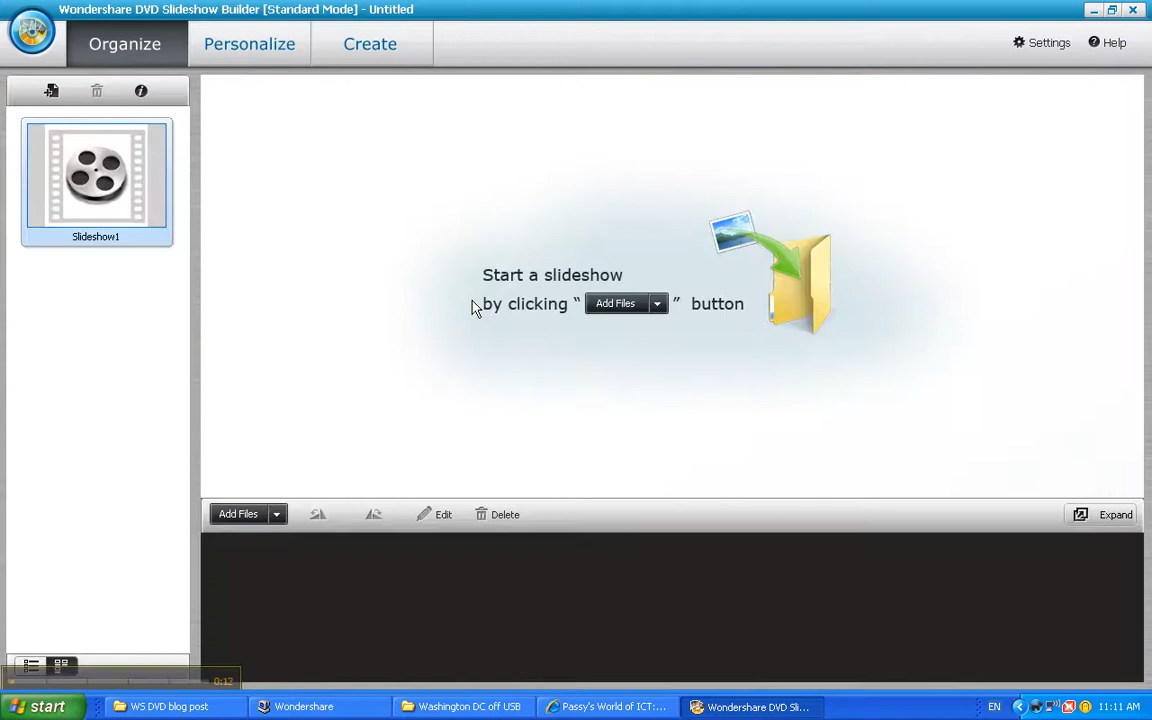 Wondershare DVD Slideshow Builder [Standard Mode] - Untitled
Organize
Personalize
Create
Settings
Help
Slideshow1
Start a slideshow
by clicking “ Add Files ” button
Add Files
Edit
Delete
Expand
0:12
start
WS DVD blog post
Wondershare
Washington DC off USB
Passy's World of ICT:...
Wondershare DVD Sli...
EN
11:11 AM